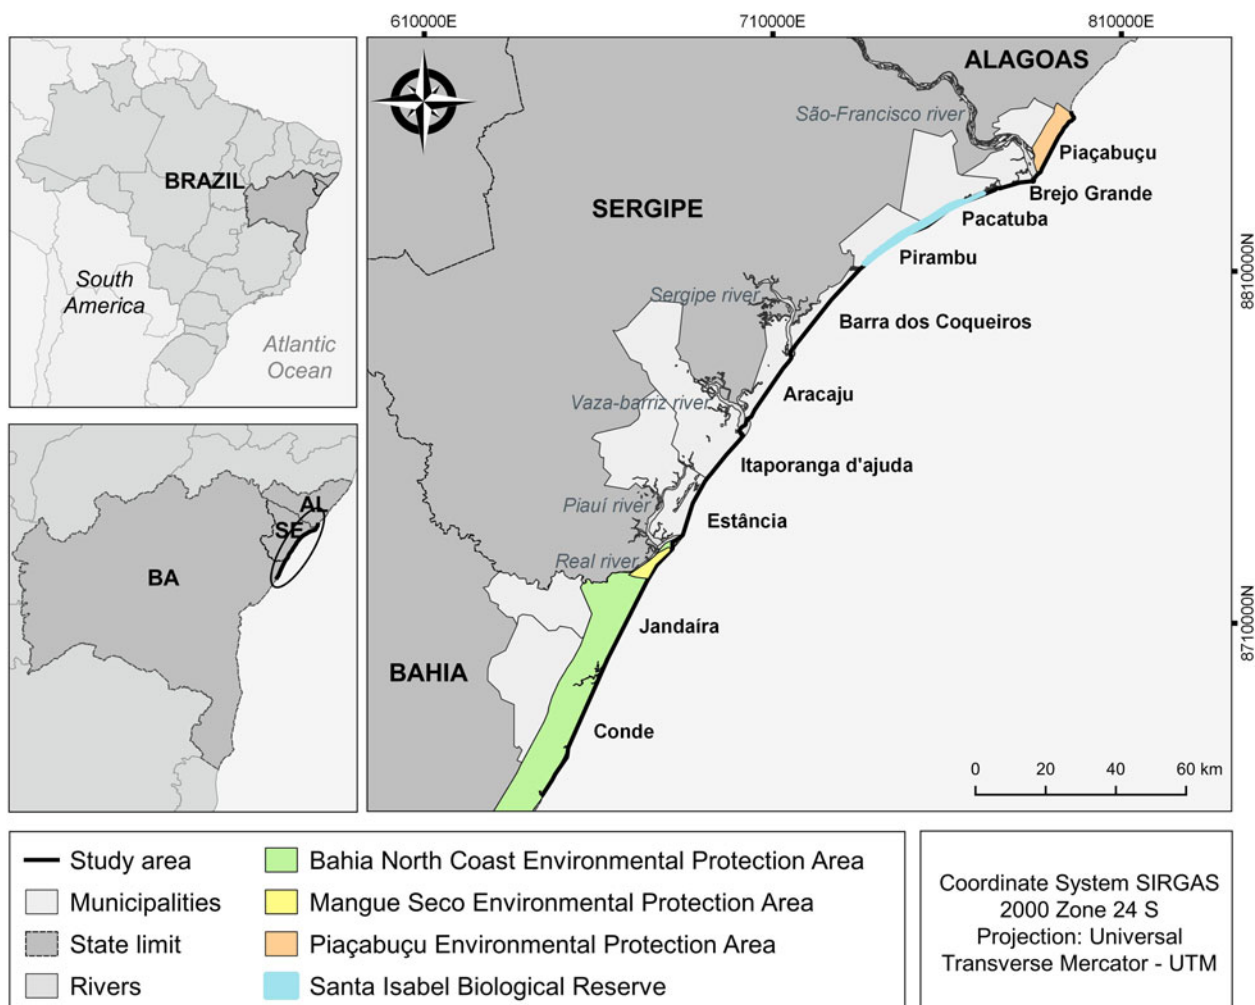 610000E
710000E
810000E
BRAZIL
South
America
Atlantic
Ocean
AL
SE
BA
ALAGOAS
São-Francisco river
Piaçabuçu
Brejo Grande
SERGIPE
Pacatuba
Pirambu
8810000N
Sergipe river
Barra dos Coqueiros
Aracaju
Vaza-barriz river
Itaporanga d'ajuda
Piauí river
Estância
Real river
Jandaíra
8710000N
BAHIA
Conde
0 20 40 60 km
Study area
Municipalities
State limit
Rivers
Bahia North Coast Environmental Protection Area
Mangue Seco Environmental Protection Area
Piaçabuçu Environmental Protection Area
Santa Isabel Biological Reserve
Coordinate System SIRGAS
2000 Zone 24 S
Projection: Universal
Transverse Mercator - UTM